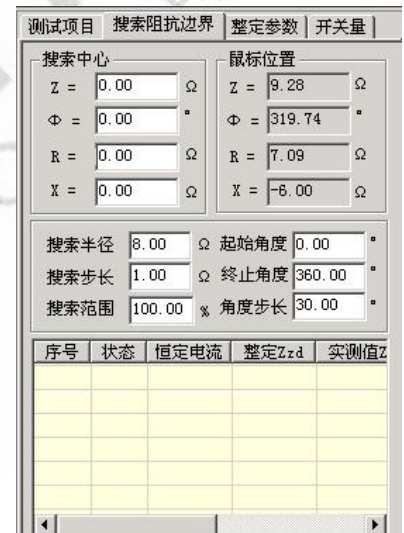 测试项目 搜索阻抗边界 整定参数 开关量
搜索中心 鼠标位置
Z = 0.00 Ω Z = 9.28 Ω
Φ = 0.00 ° Φ = 319.74 °
R = 0.00 Ω R = 7.09 Ω
X = 0.00 Ω X = -6.00 Ω
搜索半径 8.00 Ω 起始角度 0.00 °
搜索步长 1.00 Ω 终止角度 360.00 °
搜索范围 100.00 % 角度步长 30.00 °
序号 状态 恒定电流 整定Zzd 实测值Z